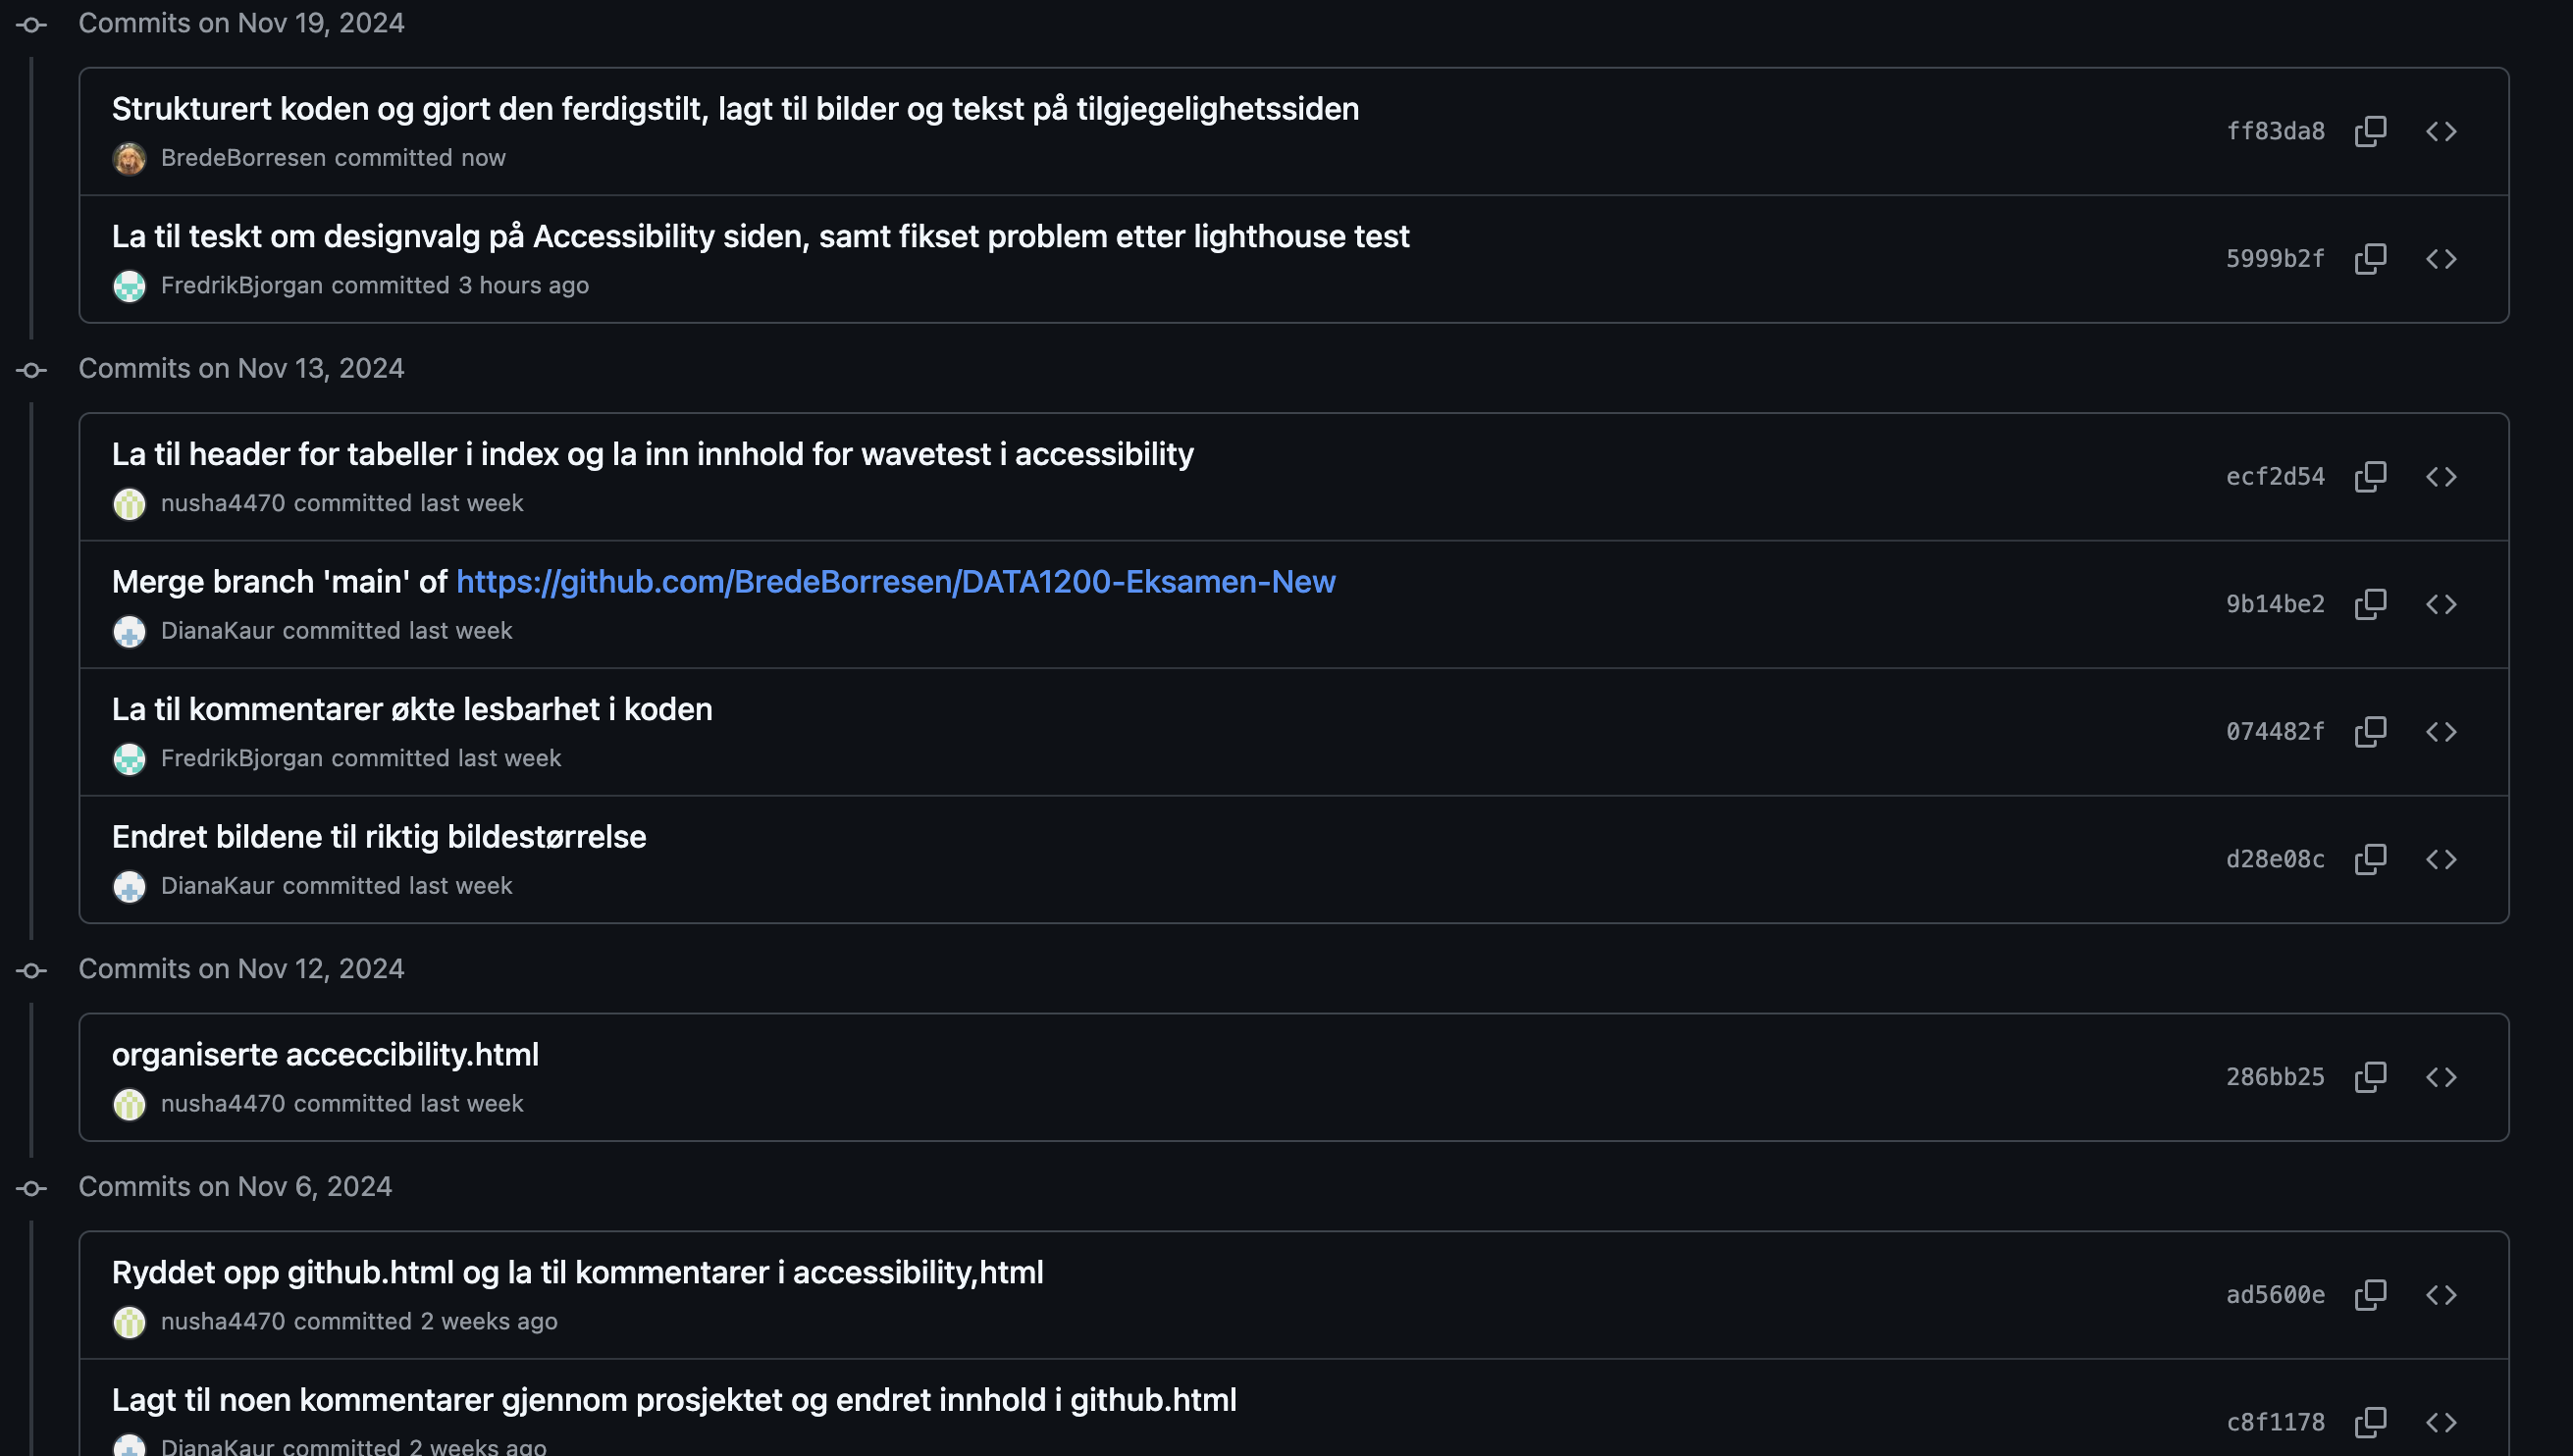 Commits on Nov 19, 2024
Strukturert koden og gjort den ferdigstilt, lagt til bilder og tekst på tilgjegelighetssiden
BredeBorresen committed now
ff83da8
La til teskt om designvalg på Accessibility siden, samt fikset problem etter lighthouse test
FredrikBjorgan committed 3 hours ago
5999b2f
Commits on Nov 13, 2024
La til header for tabeller i index og la inn innhold for wavetest i accessibility
nusha4470 committed last week
ecf2d54
Merge branch 'main' of https://github.com/BredeBorresen/DATA1200-Eksamen-New
DianaKaur committed last week
9b14be2
La til kommentarer økte lesbarhet i koden
FredrikBjorgan committed last week
074482f
Endret bildene til riktig bildestørrelse
DianaKaur committed last week
d28e08c
Commits on Nov 12, 2024
organiserte acceccibility.html
nusha4470 committed last week
286bb25
Commits on Nov 6, 2024
Ryddet opp github.html og la til kommentarer i accessibility,html
nusha4470 committed 2 weeks ago
ad5600e
Lagt til noen kommentarer gjennom prosjektet og endret innhold i github.html
DianaKaur committed 2 weeks ago
c8f1178